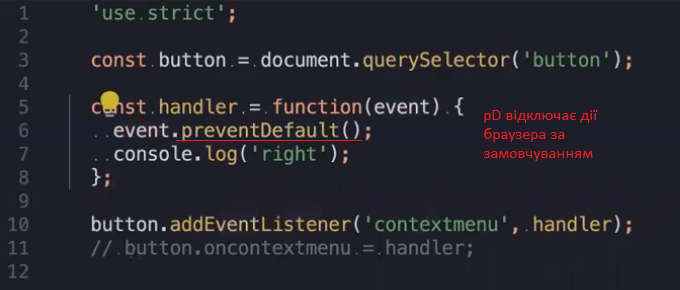 1 'use strict';
2
3 const button = document.querySelector('button');
4
5 const handler = function(event) {
6 event.preventDefault();
7 console.log('right');
8 };
9
10 button.addEventListener('contextmenu', handler);
11 // button.oncontextmenu = handler;
12
pD відключає дії
браузера за
замовчуванням